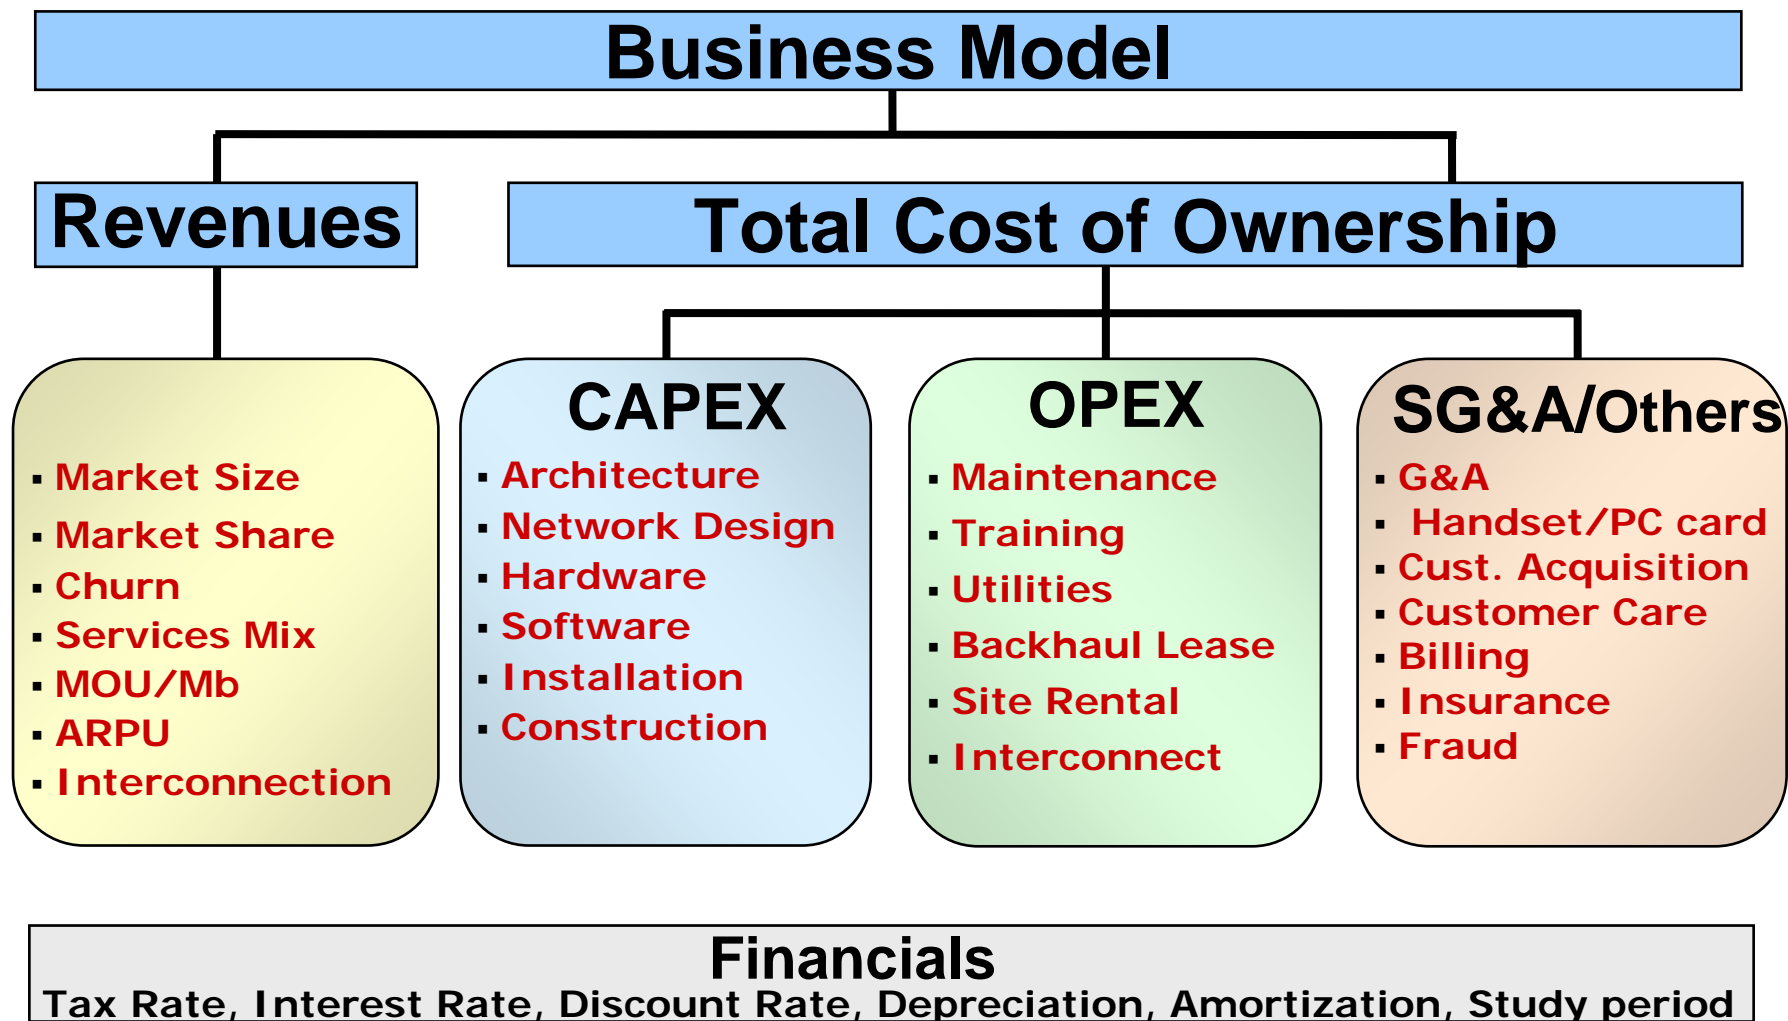 Business Model
Revenues
Total Cost of Ownership
▪ Market Size
▪ Market Share
▪ Churn
▪ Services Mix
▪ MOU/Mb
▪ ARPU
▪ Interconnection
CAPEX
▪ Architecture
▪ Network Design
▪ Hardware
▪ Software
▪ Installation
▪ Construction
OPEX
▪ Maintenance
▪ Training
▪ Utilities
▪ Backhaul Lease
▪ Site Rental
▪ Interconnect
SG&A/Others
▪ G&A
▪ Handset/PC card
▪ Cust. Acquisition
▪ Customer Care
▪ Billing
▪ Insurance
▪ Fraud
Financials
Tax Rate, Interest Rate, Discount Rate, Depreciation, Amortization, Study period